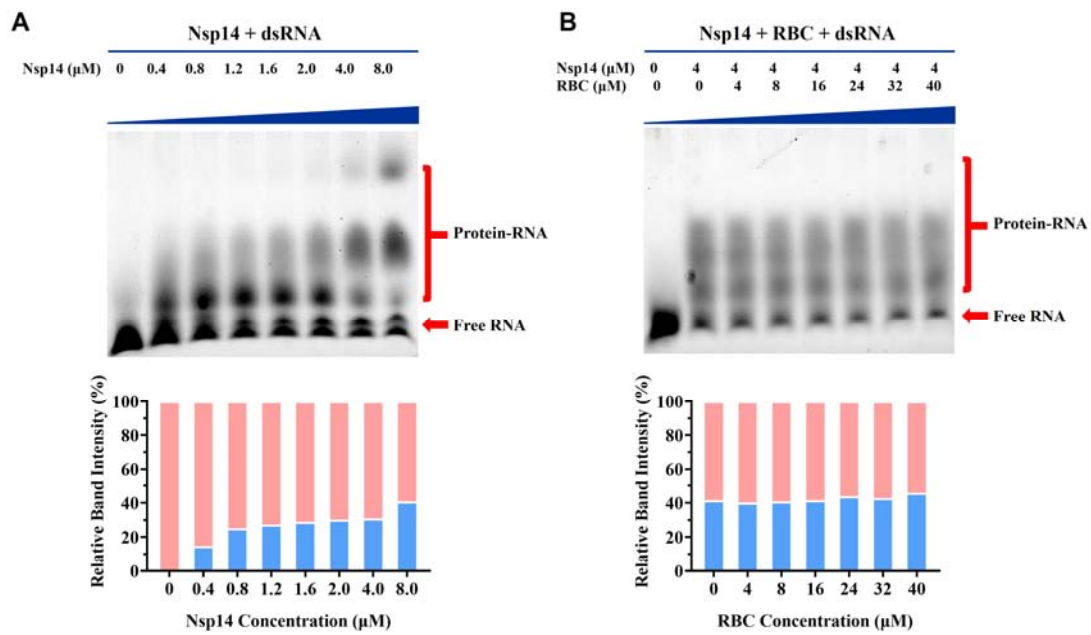 A
Nsp14 + dsRNA
Nsp14 (µM) 0 0.4 0.8 1.2 1.6 2.0 4.0 8.0
Protein-RNA
Free RNA
Relative Band Intensity (%)
100
80
60
40
20
0
0 0.4 0.8 1.2 1.6 2.0 4.0 8.0
Nsp14 Concentration (µM)
B
Nsp14 + RBC + dsRNA
Nsp14 (µM) 0 4 4 4 4 4 4 4
RBC (µM) 0 0 4 8 16 24 32 40
Protein-RNA
Free RNA
Relative Band Intensity (%)
100
80
60
40
20
0
0 4 8 16 24 32 40
RBC Concentration (µM)